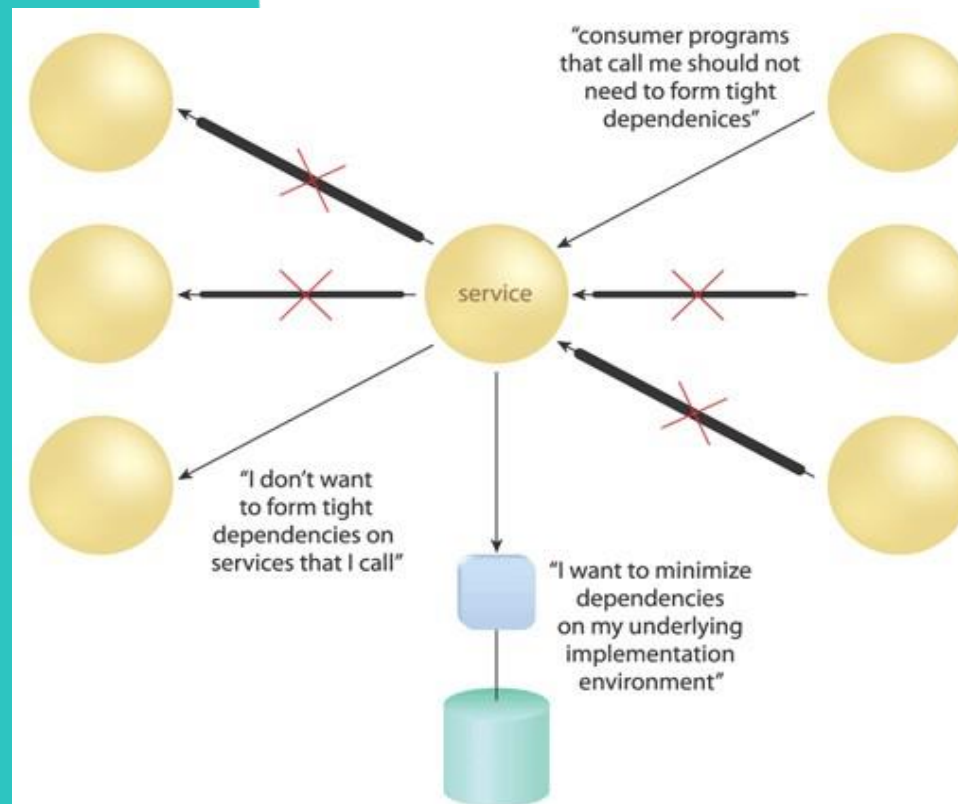 "consumer programs
that call me should not
need to form tight
dependenices"
service
"I don't want
to form tight
dependencies on
services that I call"
"I want to minimize
dependencies
on my underlying
implementation
environment"